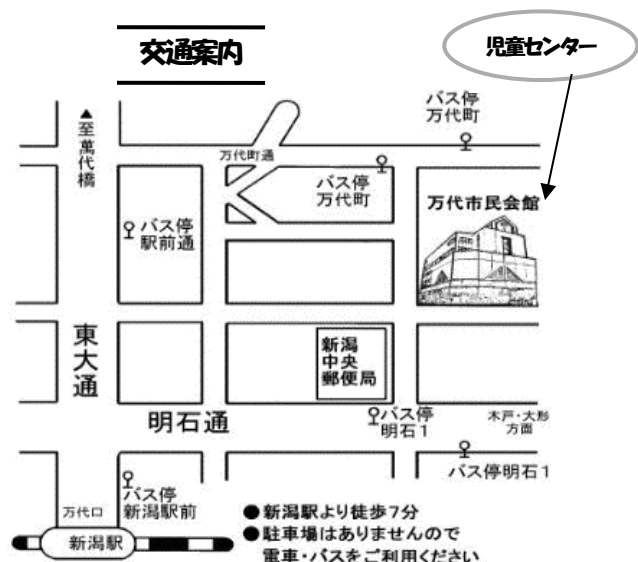 交通案内
児童センター
バス停
万代町
▲至萬代橋
万代町通
バス停
万代町
万代市民会館
バス停
駅前通
東大通
新潟
中央
郵便局
明石通
バス停
明石1
木戸・大形
方面
バス停明石1
バス停
新潟駅前
万代口
新潟駅
●新潟駅より徒歩7分
●駐車場はありませんので
電車・バスをご利用ください